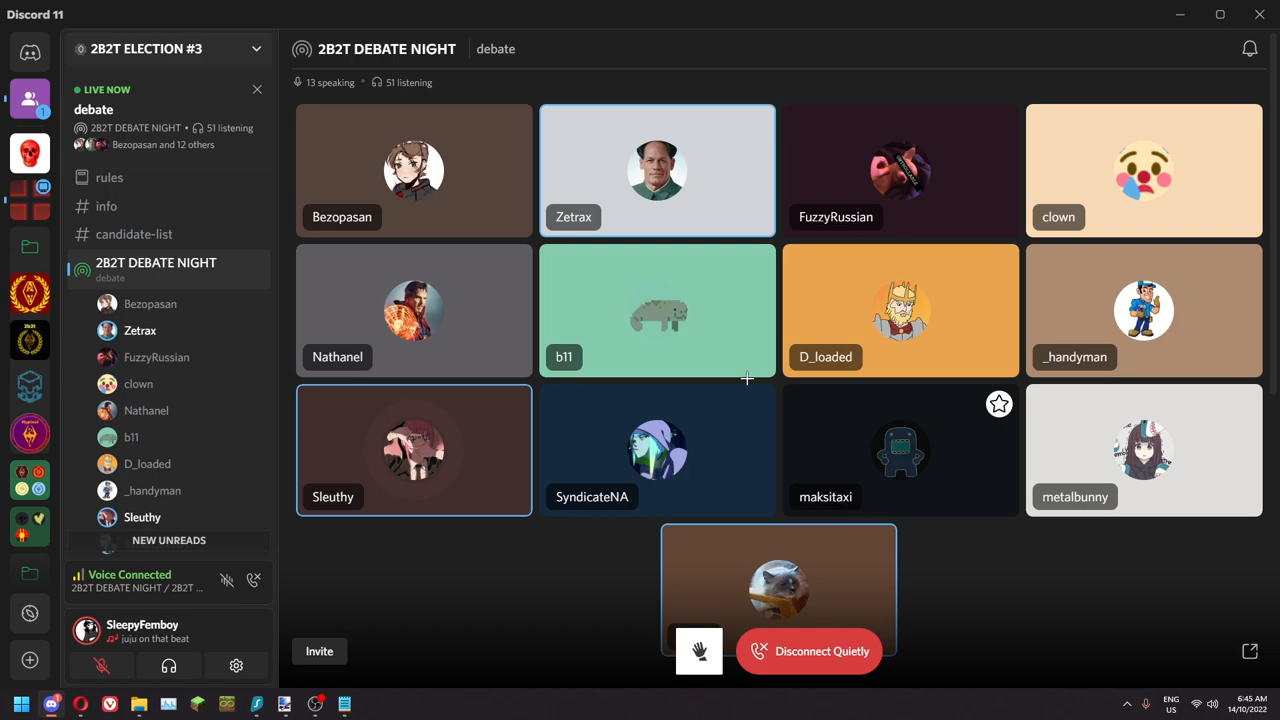 Discord 11
2B2T ELECTION #3
LIVE NOW
debate
2B2T DEBATE NIGHT • 51 listening
Bezopasan and 12 others
rules
info
candidate-list
2B2T DEBATE NIGHT
debate
Bezopasan
Zetrax
FuzzyRussian
clown
Nathanel
b11
D_loaded
_handyman
Sleuthy
NEW UNREADS
Voice Connected
2B2T DEBATE NIGHT / 2B2T ...
SleepyFemboy
juju on that beat
2B2T DEBATE NIGHT debate
13 speaking • 51 listening
Bezopasan
Zetrax
FuzzyRussian
clown
Nathanel
b11
D_loaded
_handyman
Sleuthy
SyndicateNA
maksitaxi
metalbunny
Invite
Disconnect Quietly
ENG
US
6:45 AM
14/10/2022